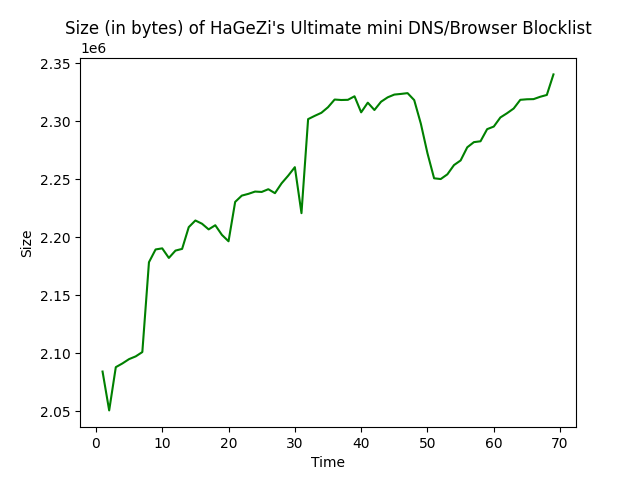 Size (in bytes) of HaGeZi's Ultimate mini DNS/Browser Blocklist
1e6
2.35
2.30
2.25
2.20
2.15
2.10
2.05
Size
0 10 20 30 40 50 60 70
Time